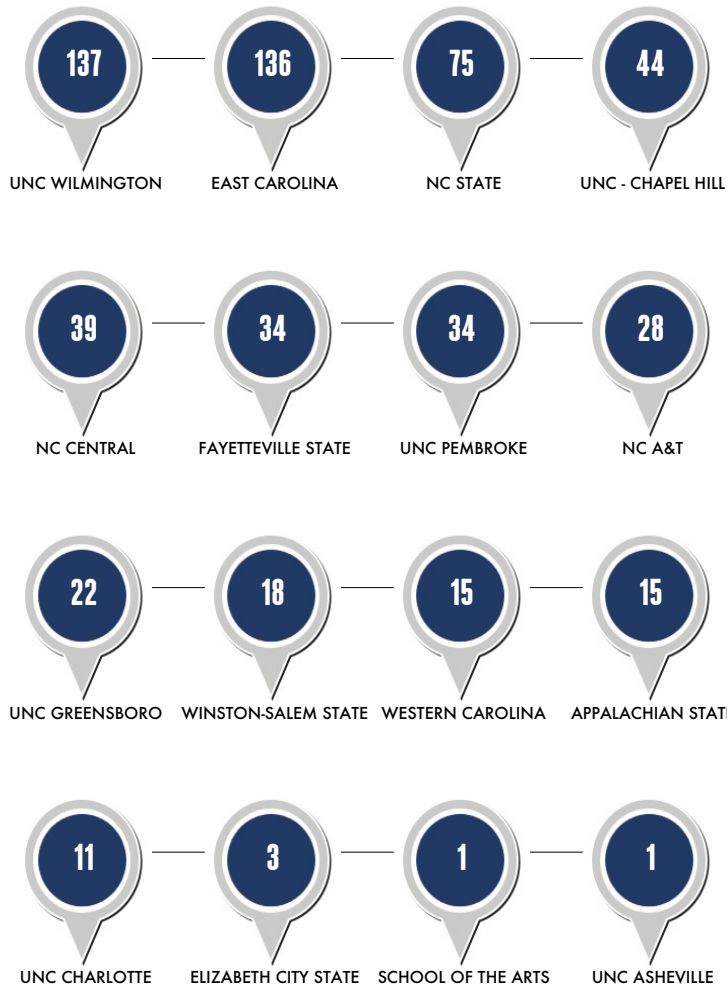 137 136 75 44
UNC WILMINGTON EAST CAROLINA NC STATE UNC - CHAPEL HILL
39 34 34 28
NC CENTRAL FAYETTEVILLE STATE UNC PEMBROKE NC A&T
22 18 15 15
UNC GREENSBORO WINSTON-SALEM STATE WESTERN CAROLINA APPALACHIAN STATE
11 3 1 1
UNC CHARLOTTE ELIZABETH CITY STATE SCHOOL OF THE ARTS UNC ASHEVILLE